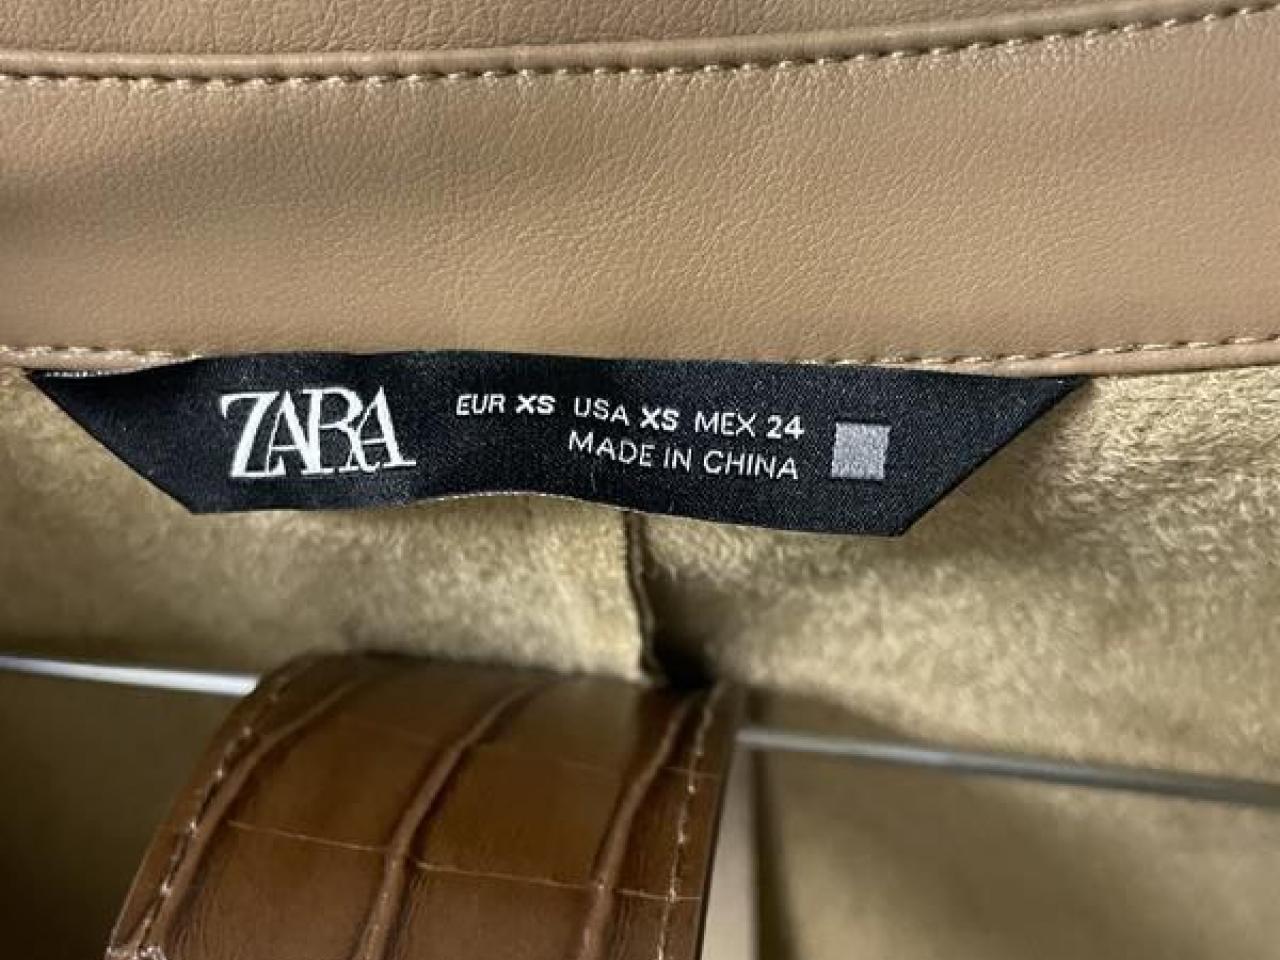 ZARA
EUR XS USA XS MEX 24
MADE IN CHINA